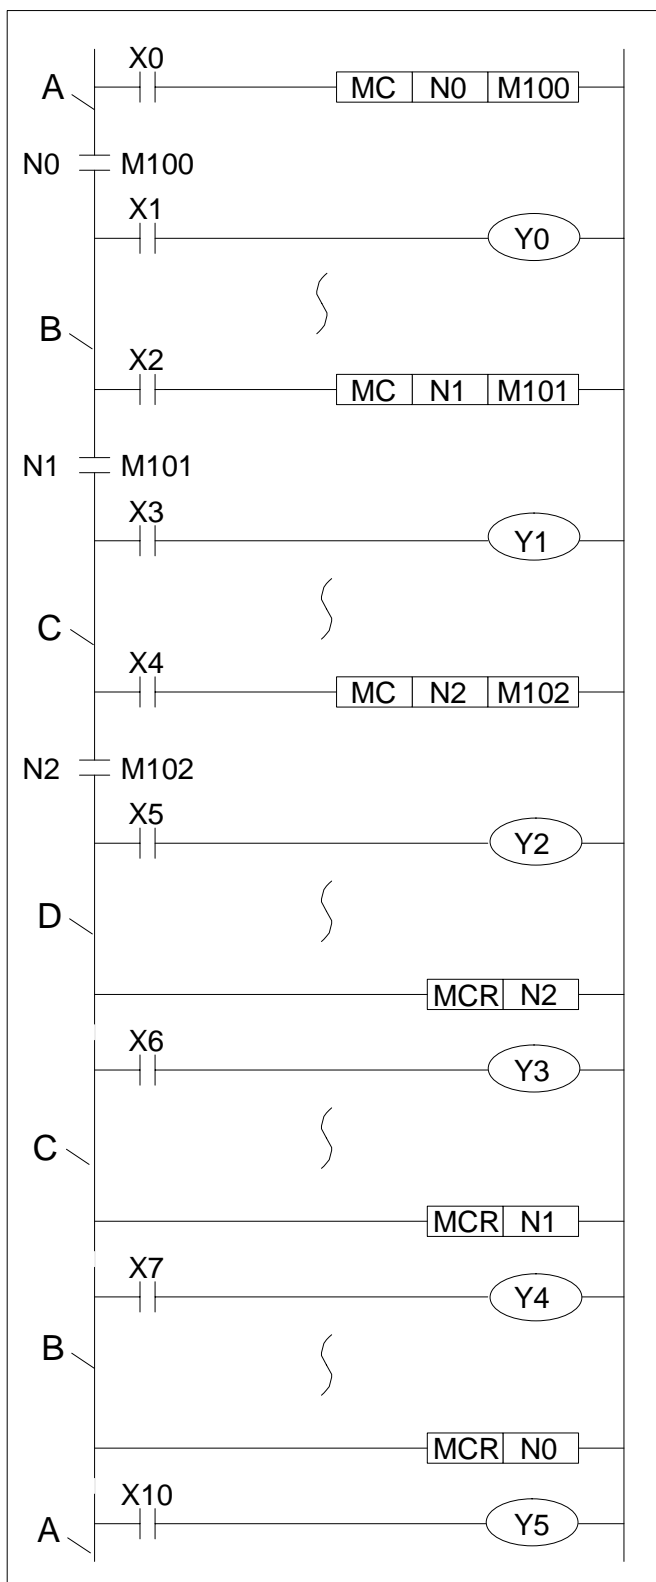 X0
A MC N0 M100
N0 M100
X1
Y0
B
X2
MC N1 M101
N1 M101
X3
Y1
C
X4
MC N2 M102
N2 M102
X5
Y2
D
MCR N2
X6
Y3
C
MCR N1
X7
Y4
B
MCR N0
X10
A Y5